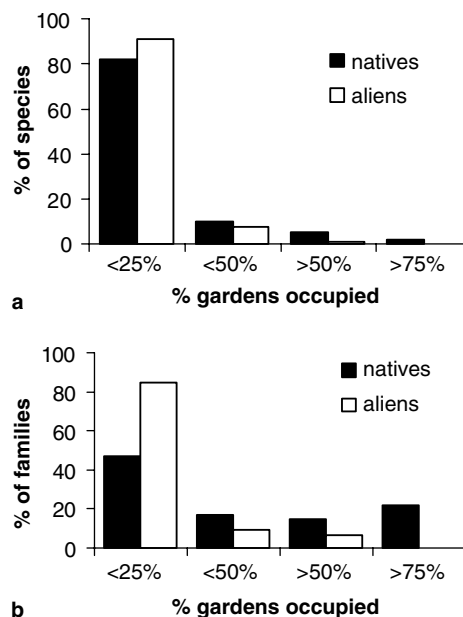 100
80
60
40
20
0
% of species
natives
aliens
<25% <50% >50% >75%
% gardens occupied
a
100
80
60
40
20
0
% of families
natives
aliens
<25% <50% >50% >75%
% gardens occupied
b